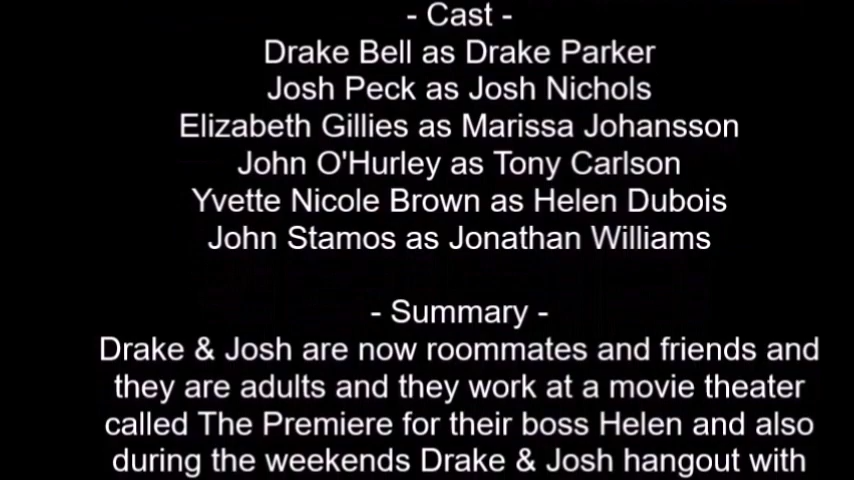 - Cast -
Drake Bell as Drake Parker
Josh Peck as Josh Nichols
Elizabeth Gillies as Marissa Johansson
John O'Hurley as Tony Carlson
Yvette Nicole Brown as Helen Dubois
John Stamos as Jonathan Williams
- Summary -
Drake & Josh are now roommates and friends and
they are adults and they work at a movie theater
called The Premiere for their boss Helen and also
during the weekends Drake & Josh hangout with